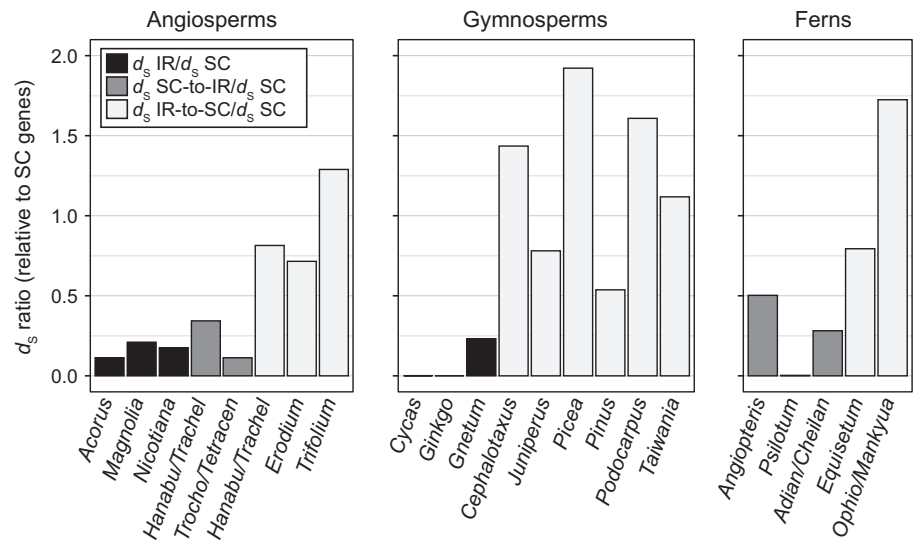 Angiosperms
Gymnosperms
Ferns
dS IR/dS SC
dS SC-to-IR/dS SC
dS IR-to-SC/dS SC
dS ratio (relative to SC genes)
2.0
1.5
1.0
0.5
0.0
Acorus
Magnolia
Nicotiana
Hanabu/Trachel
Trocho/Tetracen
Hanabu/Trachel
Erodium
Trifolium
Cycas
Ginkgo
Gnetum
Cephalotaxus
Juniperus
Picea
Pinus
Podocarpus
Taiwania
Angiopteris
Psilotum
Adian/Cheilan
Equisetum
Ophio/Mankyua